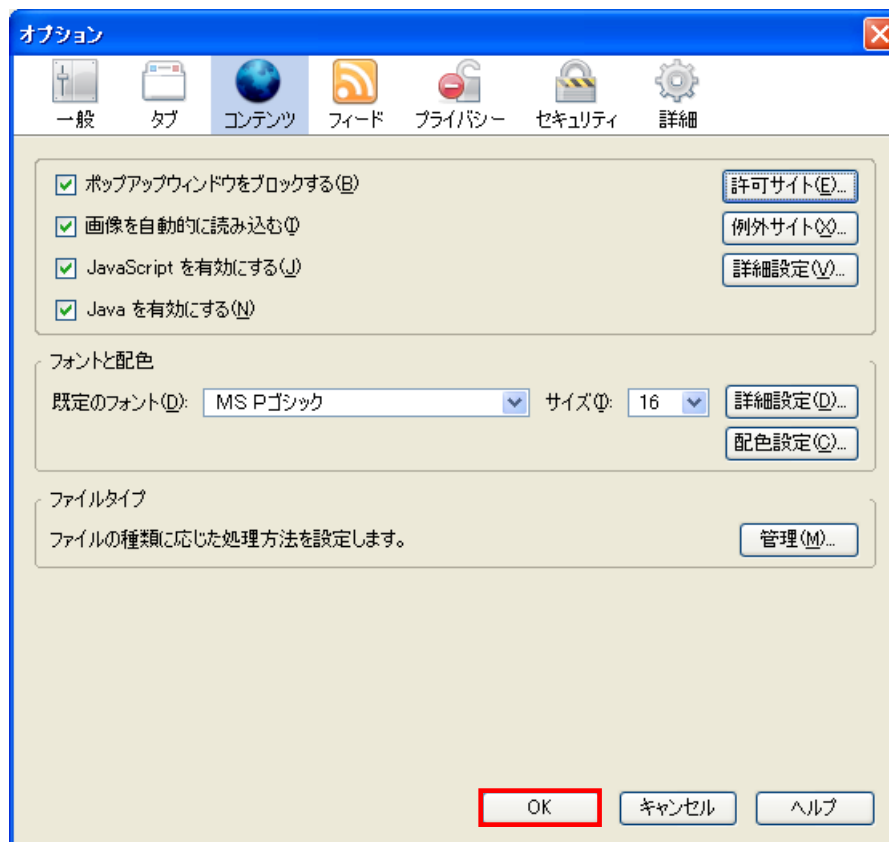 オプション
一般 タブ コンテンツ フィード プライバシー セキュリティ 詳細
ポップアップウィンドウをブロックする(B) 許可サイト(E)...
画像を自動的に読み込む(I) 例外サイト(X)...
JavaScript を有効にする(J) 詳細設定(V)...
Java を有効にする(N)
フォントと配色
既定のフォント(D): MS Pゴシック サイズ(I): 16 詳細設定(D)...
配色設定(C)...
ファイルタイプ
ファイルの種類に応じた処理方法を設定します。 管理(M)...
OK キャンセル ヘルプ